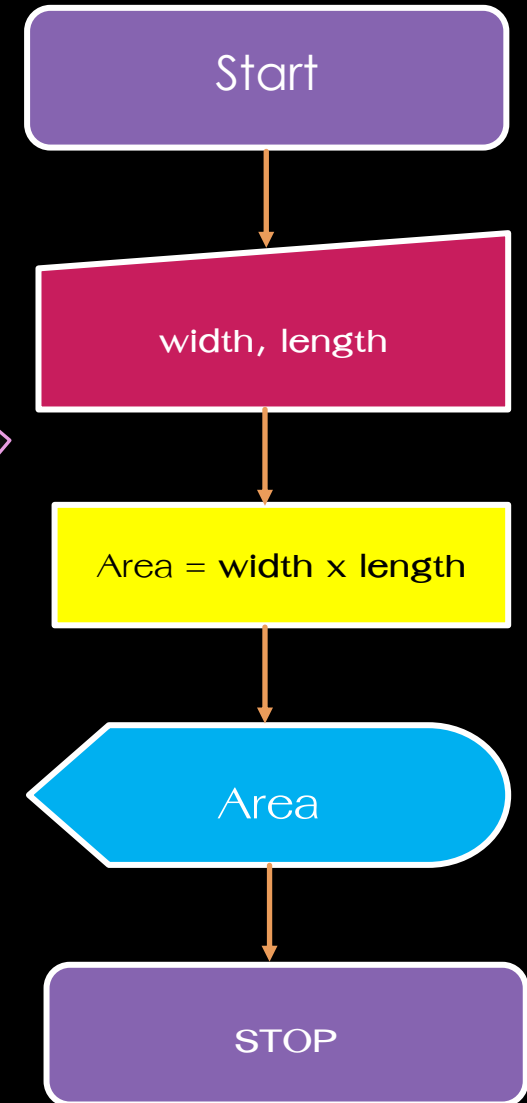 Start
width, length
Area = width x length
Area
STOP